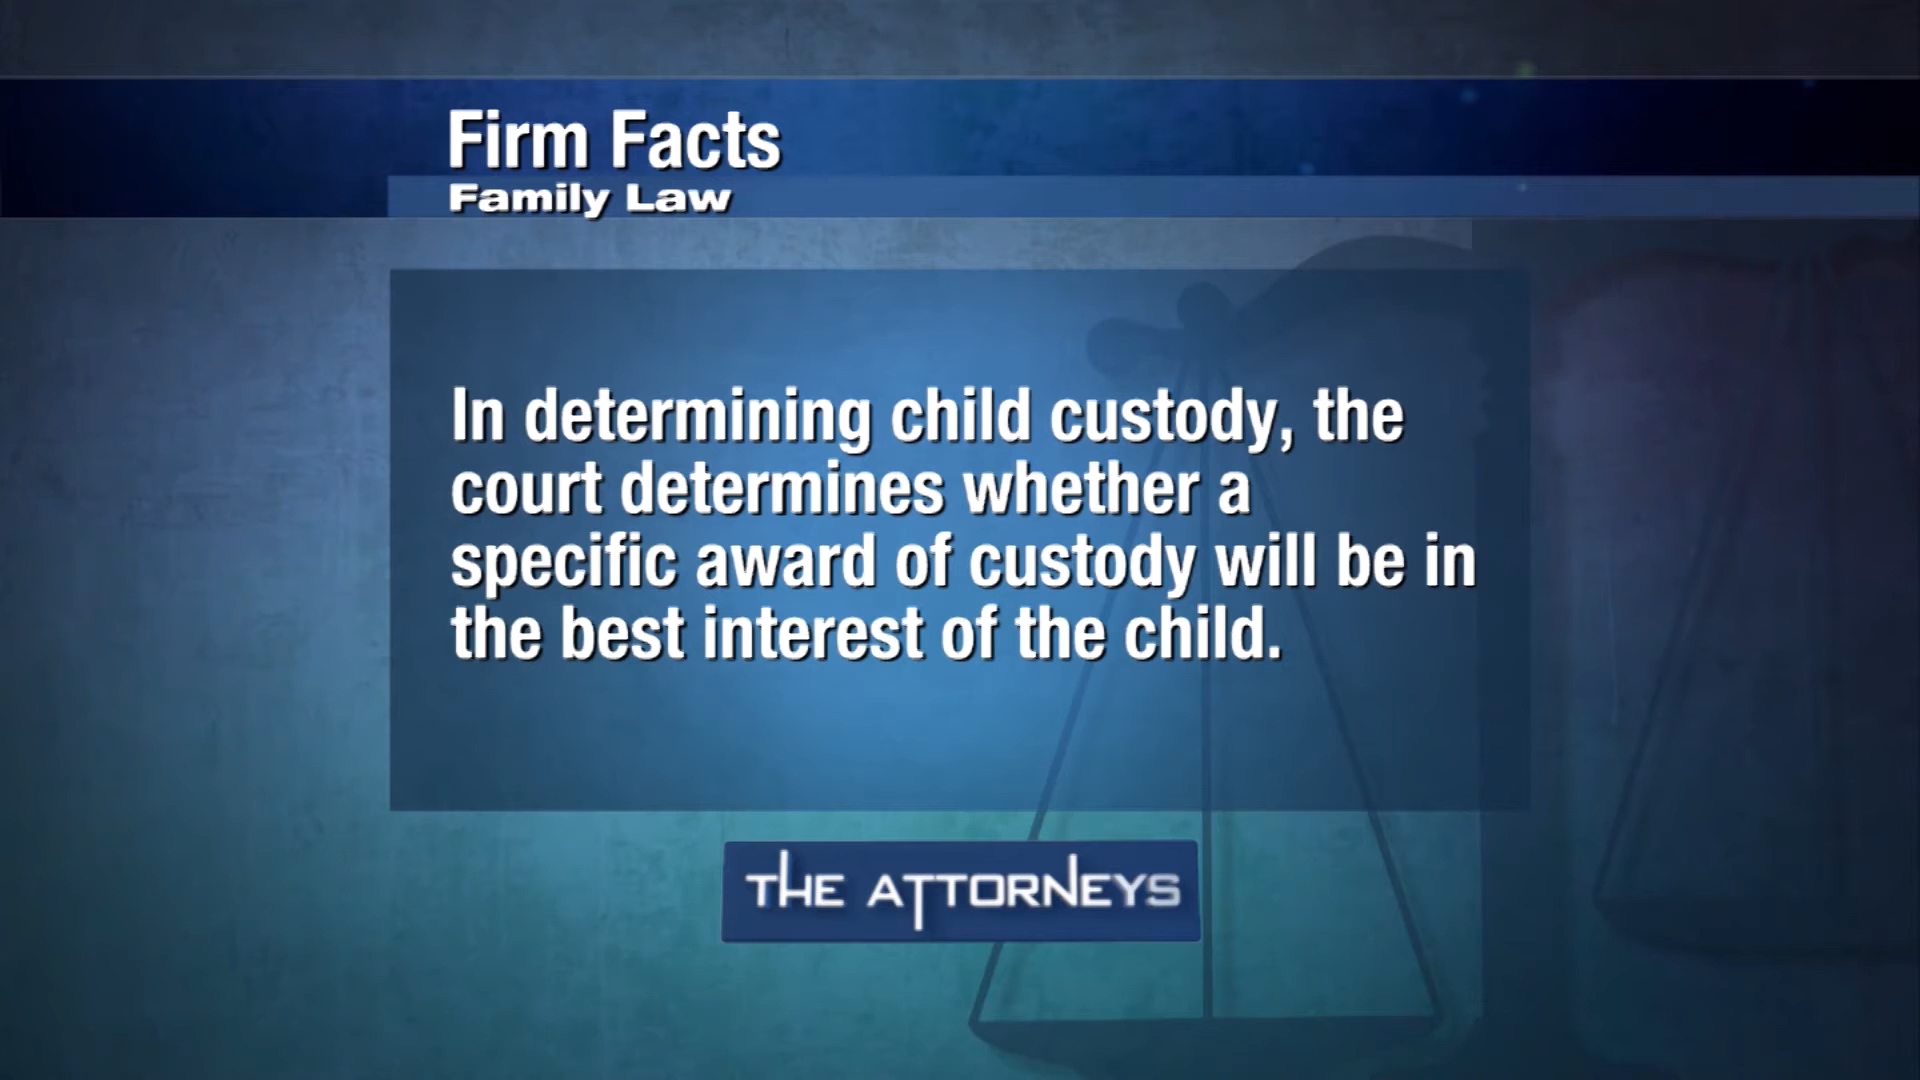 Firm Facts
Family Law
In determining child custody, the
court determines whether a
specific award of custody will be in
the best interest of the child.
THE ATTORNEYS